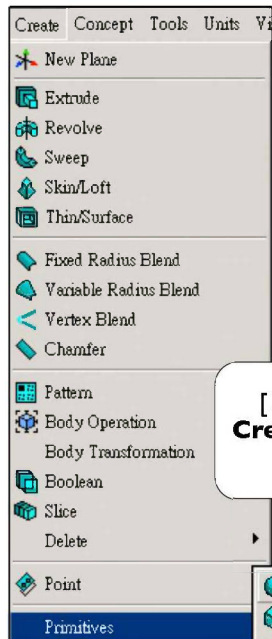 Create Concept Tools Units
New Plane
Extrude
Revolve
Sweep
Skin/Loft
Thin/Surface
Fixed Radius Blend
Variable Radius Blend
Vertex Blend
Chamfer
Pattern
Body Operation
Body Transformation
Boolean
Slice
Delete
Point
Primitives
[
Cre